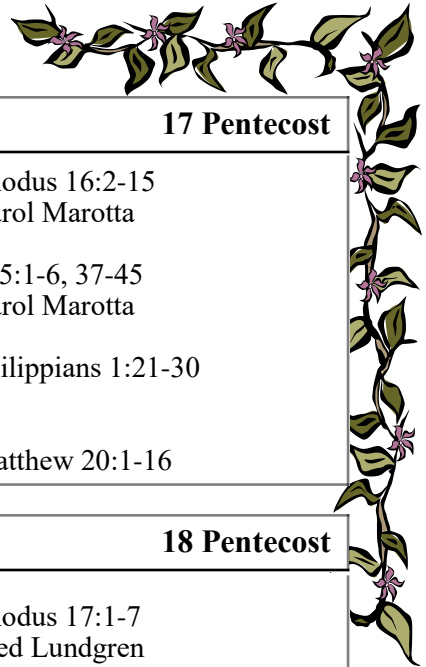 17 Pentecost
odus 16:2-15
rol Marotta
5:1-6, 37-45
rol Marotta
ilippians 1:21-30
atthew 20:1-16
18 Pentecost
odus 17:1-7
ed Lundgren